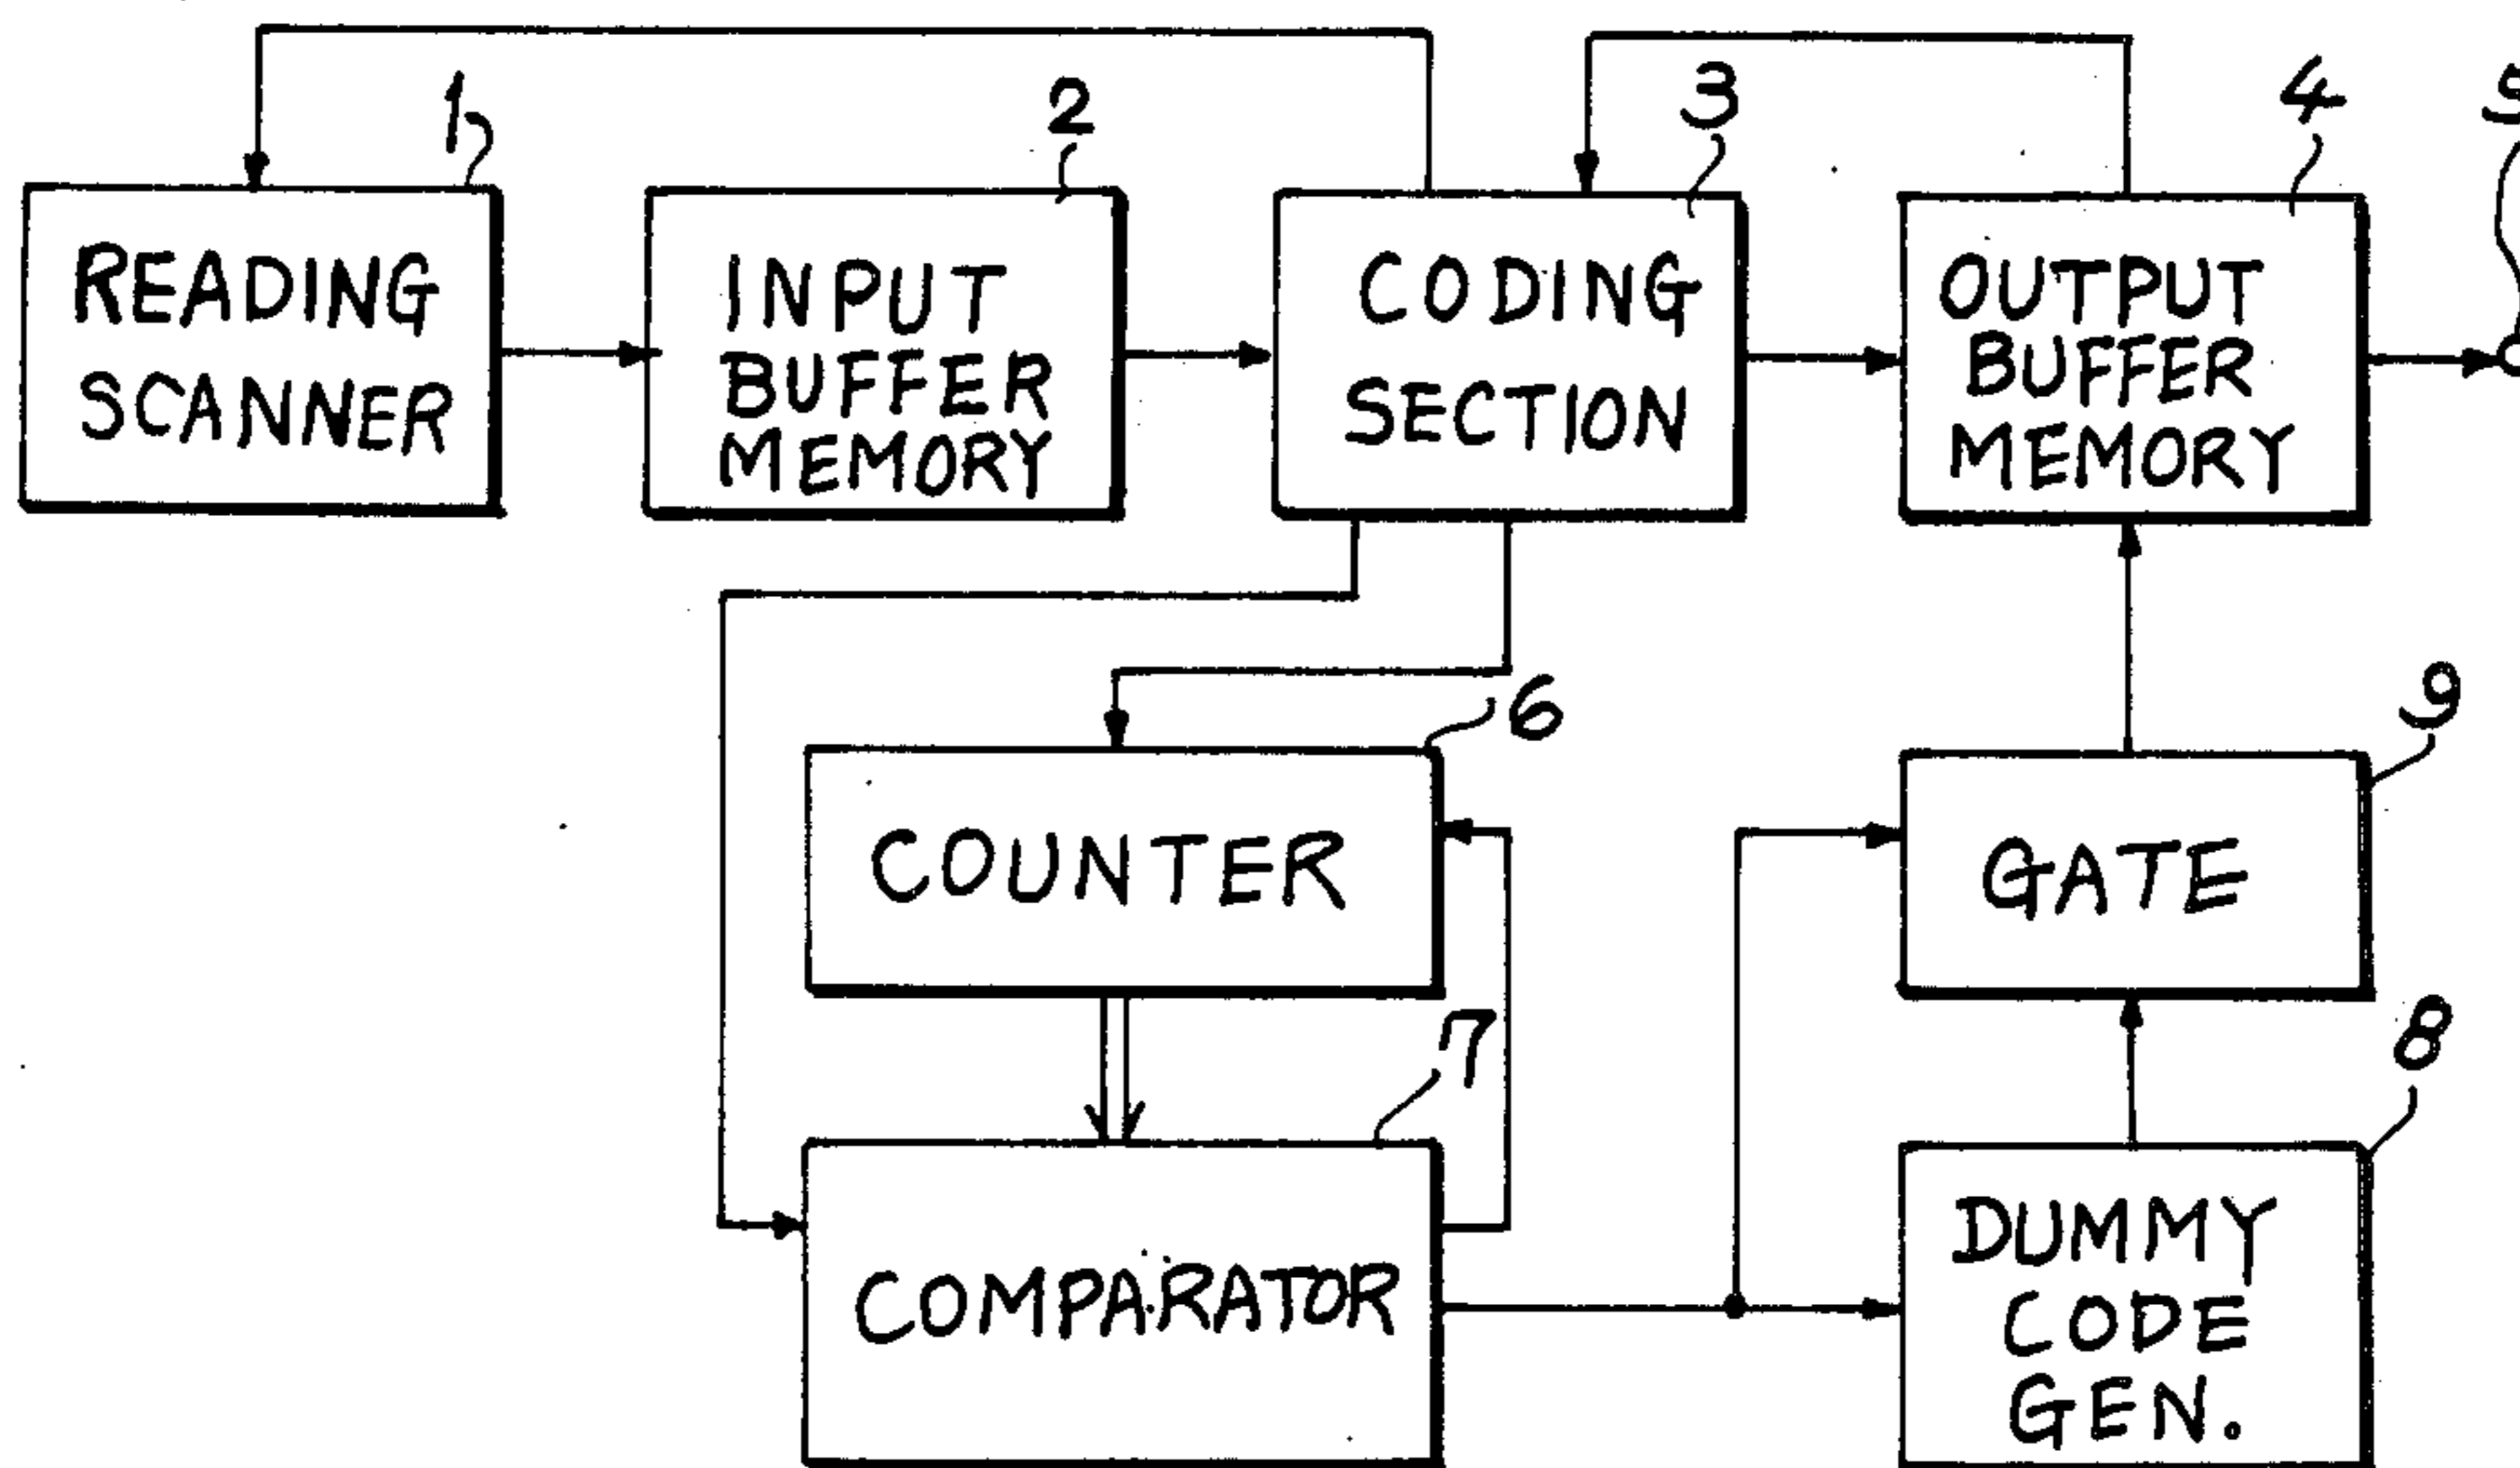 1
2
3
4
5
READING
SCANNER
INPUT
BUFFER
MEMORY
CODING
SECTION
OUTPUT
BUFFER
MEMORY
6
COUNTER
9
GATE
7
COMPARATOR
8
DUMMY
CODE
GEN.